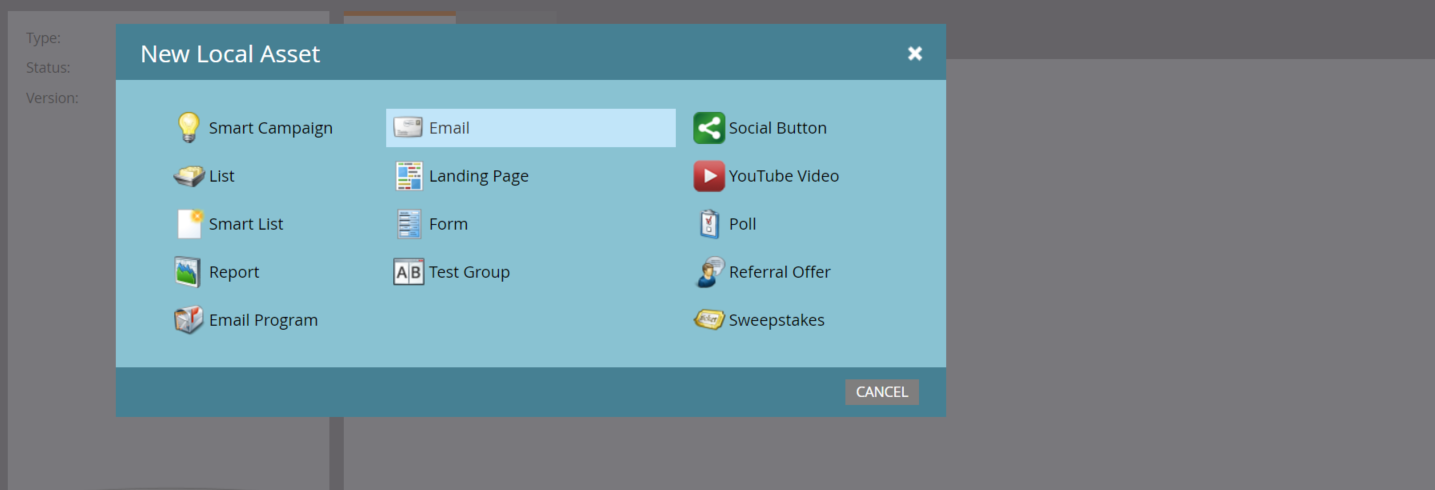 Type:
Status:
Version:
New Local Asset
Smart Campaign
Email
Social Button
List
Landing Page
YouTube Video
Smart List
Form
Poll
Report
AB Test Group
Referral Offer
Email Program
Sweepstakes
CANCEL